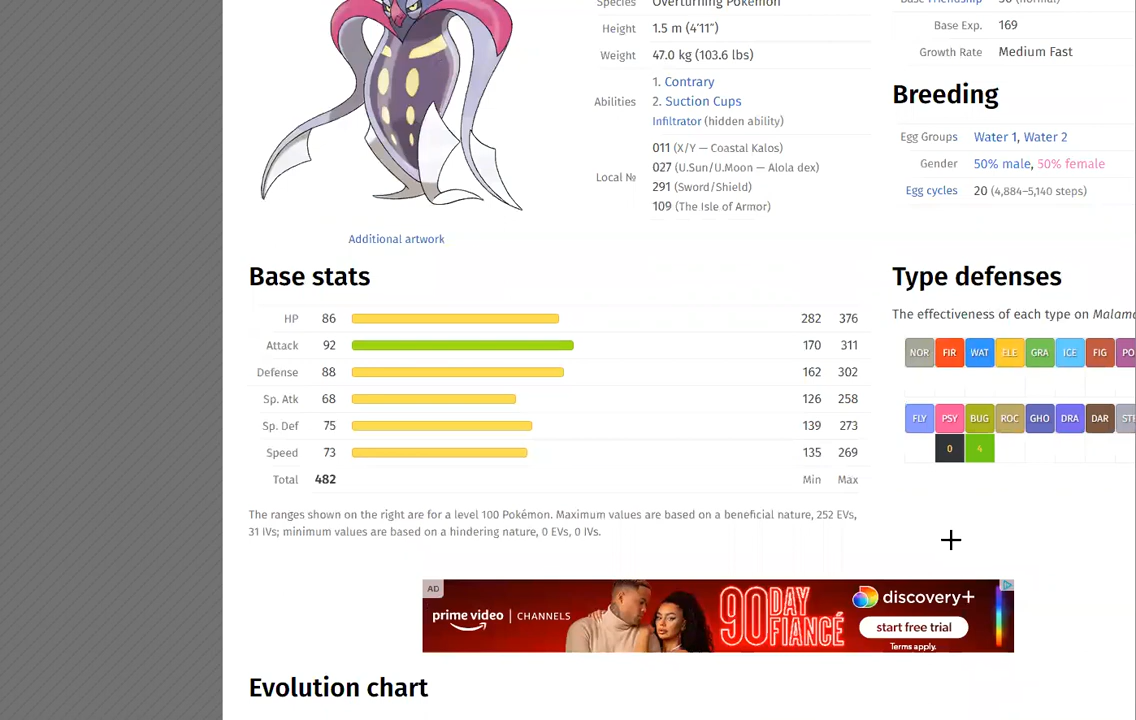 Species Overturning Pokémon
Height 1.5 m (4′11″)
Weight 47.0 kg (103.6 lbs)
Abilities
1. Contrary
2. Suction Cups
Infiltrator (hidden ability)
Local №
011 (X/Y — Coastal Kalos)
027 (U.Sun/U.Moon — Alola dex)
291 (Sword/Shield)
109 (The Isle of Armor)
Additional artwork
Base Friendship 50 (normal)
Base Exp. 169
Growth Rate Medium Fast
Breeding
Egg Groups Water 1, Water 2
Gender 50% male, 50% female
Egg cycles 20 (4,884–5,140 steps)
Base stats
HP 86 282 376
Attack 92 170 311
Defense 88 162 302
Sp. Atk 68 126 258
Sp. Def 75 139 273
Speed 73 135 269
Total 482 Min Max
The ranges shown on the right are for a level 100 Pokémon. Maximum values are based on a beneficial nature, 252 EVs,
31 IVs; minimum values are based on a hindering nature, 0 EVs, 0 IVs.
Type defenses
The effectiveness of each type on Malama
NOR FIR WAT ELE GRA ICE FIG PO
FLY PSY BUG ROC GHO DRA DAR STE
0 4
AD
prime video | CHANNELS
90 DAY
FIANCÉ
discovery+
start free trial
Terms apply.
Evolution chart